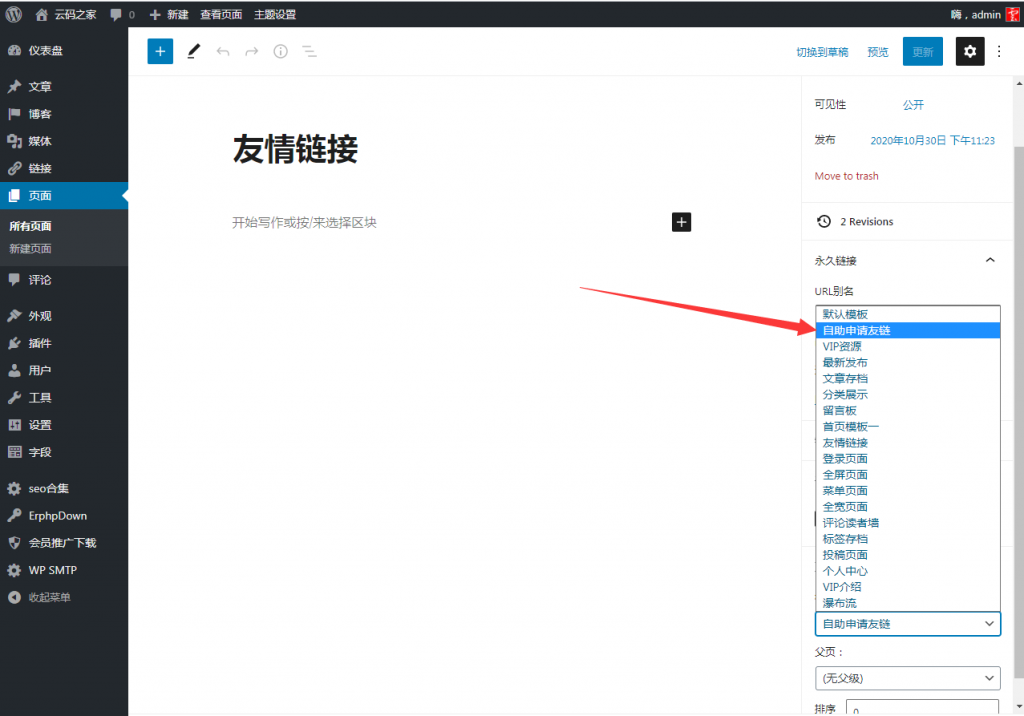 云码之家 0 新建 查看页面 主题设置 嗨，admin
仪表盘
文章
博客
媒体
链接
页面
所有页面
新建页面
评论
外观
插件
用户
工具
设置
字段
seo合集
ErphpDown
会员推广下载
WP SMTP
收起菜单
切换到草稿 预览 更新
友情链接
开始写作或按/来选择区块
可见性 公开
发布 2020年10月30日 下午11:23
Move to trash
2 Revisions
永久链接
URL别名
默认模板
自助申请友链
VIP资源
最新发布
文章存档
分类展示
留言板
首页模板一
友情链接
登录页面
全屏页面
菜单页面
全宽页面
评论读者墙
标签存档
投稿页面
个人中心
VIP介绍
瀑布流
自助申请友链
父页：
(无父级)
排序 0